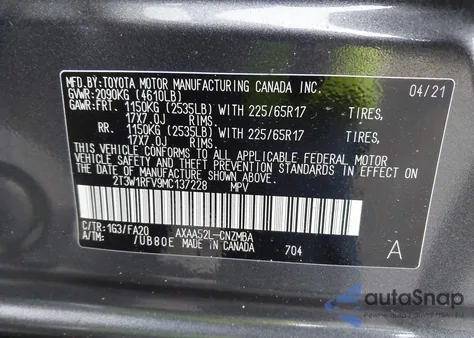 MFD.BY:TOYOTA MOTOR MANUFACTURING CANADA INC. 04/21
GVWR:2090KG (4610LB)
GAWR:FRT. 1150KG (2535LB) WITH 225/65R17 TIRES,
17X7.0J RIMS.
RR. 1150KG (2535LB) WITH 225/65R17 TIRES,
17X7.0J RIMS.
THIS VEHICLE CONFORMS TO ALL APPLICABLE FEDERAL MOTOR
VEHICLE SAFETY AND THEFT PREVENTION STANDARDS IN EFFECT
ON THE DATE OF MANUFACTURE SHOWN ABOVE.
2T3W1RFV9MC137228 MPV
C/TR: 1G3/FA20 AXAA52L-CNZMBA
A/TM: /UB80E MADE IN CANADA 704 A
autoSnap